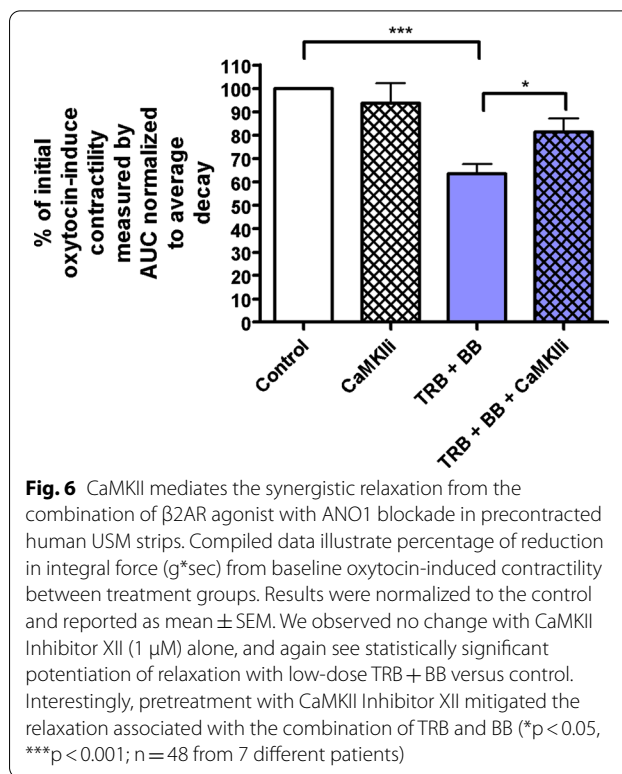 ***
*
% of initial
oxytocin-induce
contractility
measured by
AUC normalized
to average
decay
110
100
90
80
70
60
50
40
30
20
10
0
Control
CaMKIIi
TRB + BB
TRB + BB + CaMKIIi
Fig. 6 CaMKII mediates the synergistic relaxation from the
combination of β2AR agonist with ANO1 blockade in precontracted
human USM strips. Compiled data illustrate percentage of reduction
in integral force (g*sec) from baseline oxytocin-induced contractility
between treatment groups. Results were normalized to the control
and reported as mean ± SEM. We observed no change with CaMKII
Inhibitor XII (1 μM) alone, and again see statistically significant
potentiation of relaxation with low-dose TRB + BB versus control.
Interestingly, pretreatment with CaMKII Inhibitor XII mitigated the
relaxation associated with the combination of TRB and BB (*p < 0.05,
***p < 0.001; n = 48 from 7 different patients)